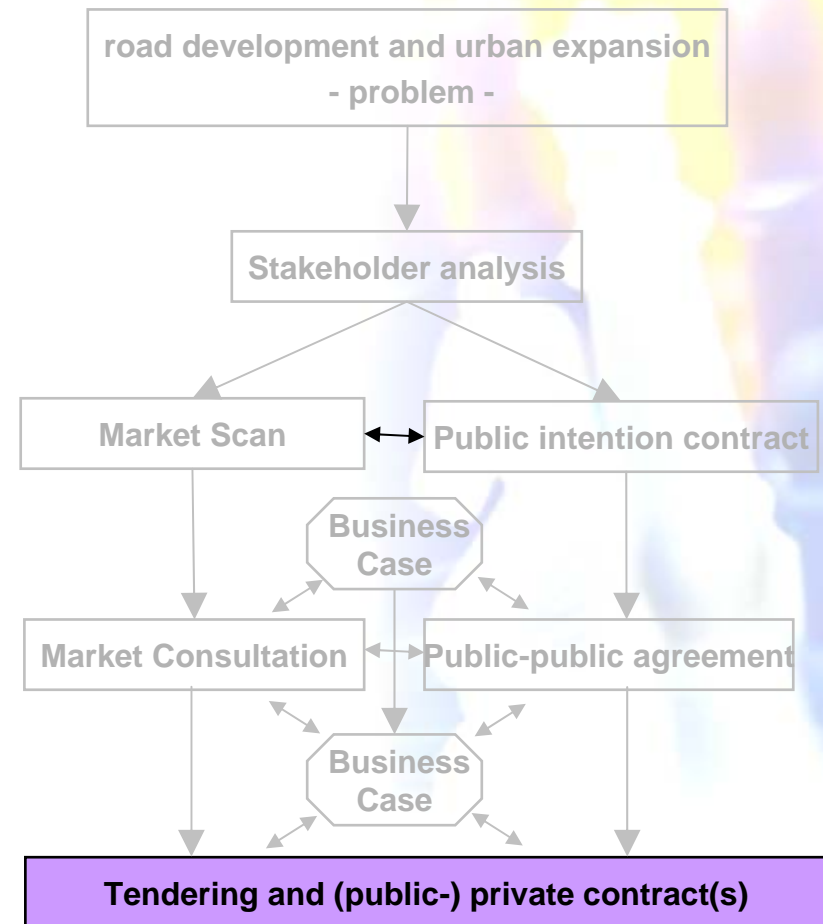 road development and urban expansion
- problem -
Stakeholder analysis
Market Scan
Public intention contract
Business
Case
Market Consultation
Public-public agreement
Business
Case
Tendering and (public-) private contract(s)